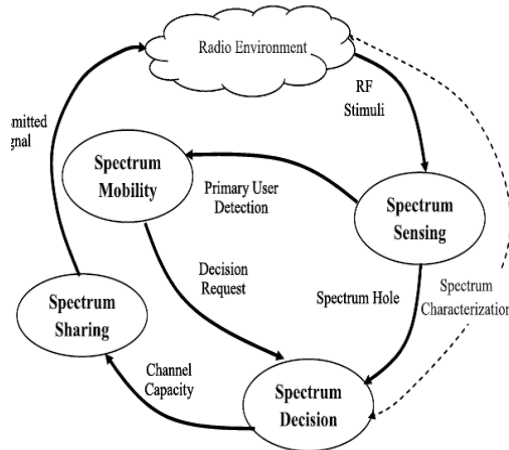 Radio Environment
RF
Stimuli
smitted
gnal
Spectrum
Mobility
Primary User
Detection
Spectrum
Sensing
Decision
Request
Spectrum Hole
Spectrum
Characterization
Spectrum
Sharing
Channel
Capacity
Spectrum
Decision